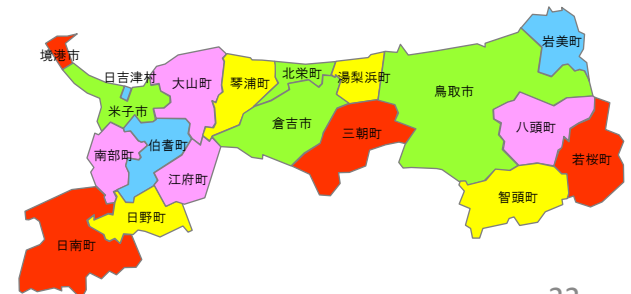 岩美町
境港市
日吉津村
大山町
琴浦町
北栄町
湯梨浜町
鳥取市
米子市
倉吉市
三朝町
八頭町
南部町
伯耆町
江府町
若桜町
智頭町
日野町
日南町